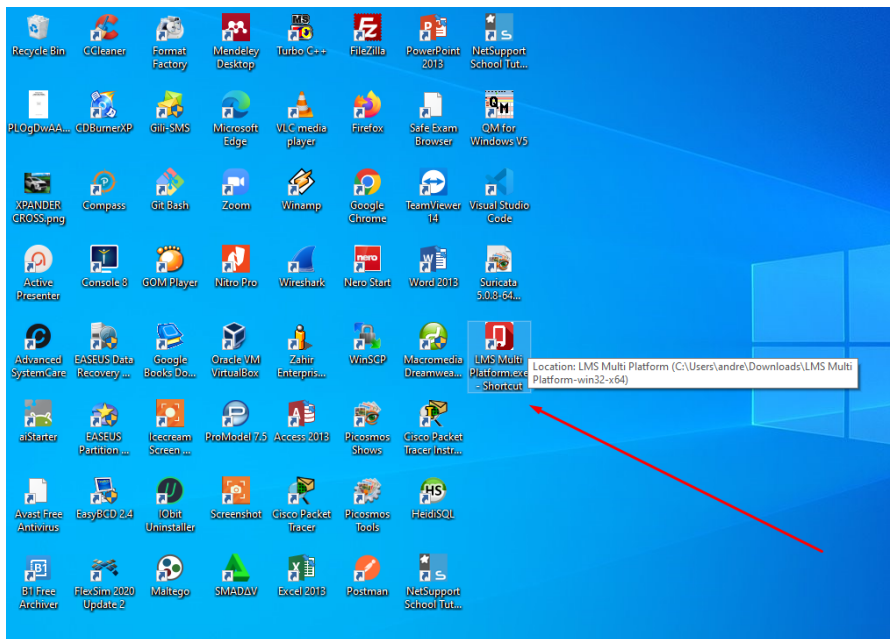 Recycle Bin
CCleaner
Format
Factory
Mendeley
Desktop
Turbo C++
FileZilla
PowerPoint
2013
NetSupport
School Tut...
PLOgDwAA...
CDBurnerXP
Gili-SMS
Microsoft
Edge
VLC media
player
Firefox
Safe Exam
Browser
QM for
Windows V5
XPANDER
CROSS.png
Compass
Git Bash
Zoom
Winamp
Google
Chrome
TeamViewer
14
Visual Studio
Code
Active
Presenter
Console 8
GOM Player
Nitro Pro
Wireshark
Nero Start
Word 2013
Suricata
5.0.8-64...
Advanced
SystemCare
EASEUS Data
Recovery ...
Google
Books Do...
Oracle VM
VirtualBox
Zahir
Enterpris...
WinSCP
Macromedia
Dreamwea...
LMS Multi
Platform.exe
- Shortcut
Location: LMS Multi Platform (C:\Users\andre\Downloads\LMS Multi
Platform-win32-x64)
aiStarter
EASEUS
Partition ...
Icecream
Screen ...
ProModel 7.5
Access 2013
Picosmos
Shows
Cisco Packet
Tracer Instr...
Avast Free
Antivirus
EasyBCD 2.4
IObit
Uninstaller
Screenshot
Cisco Packet
Tracer
Picosmos
Tools
HeidiSQL
B1 Free
Archiver
FlexSim 2020
Update 2
Maltego
SMADΔV
Excel 2013
Postman
NetSupport
School Tut...